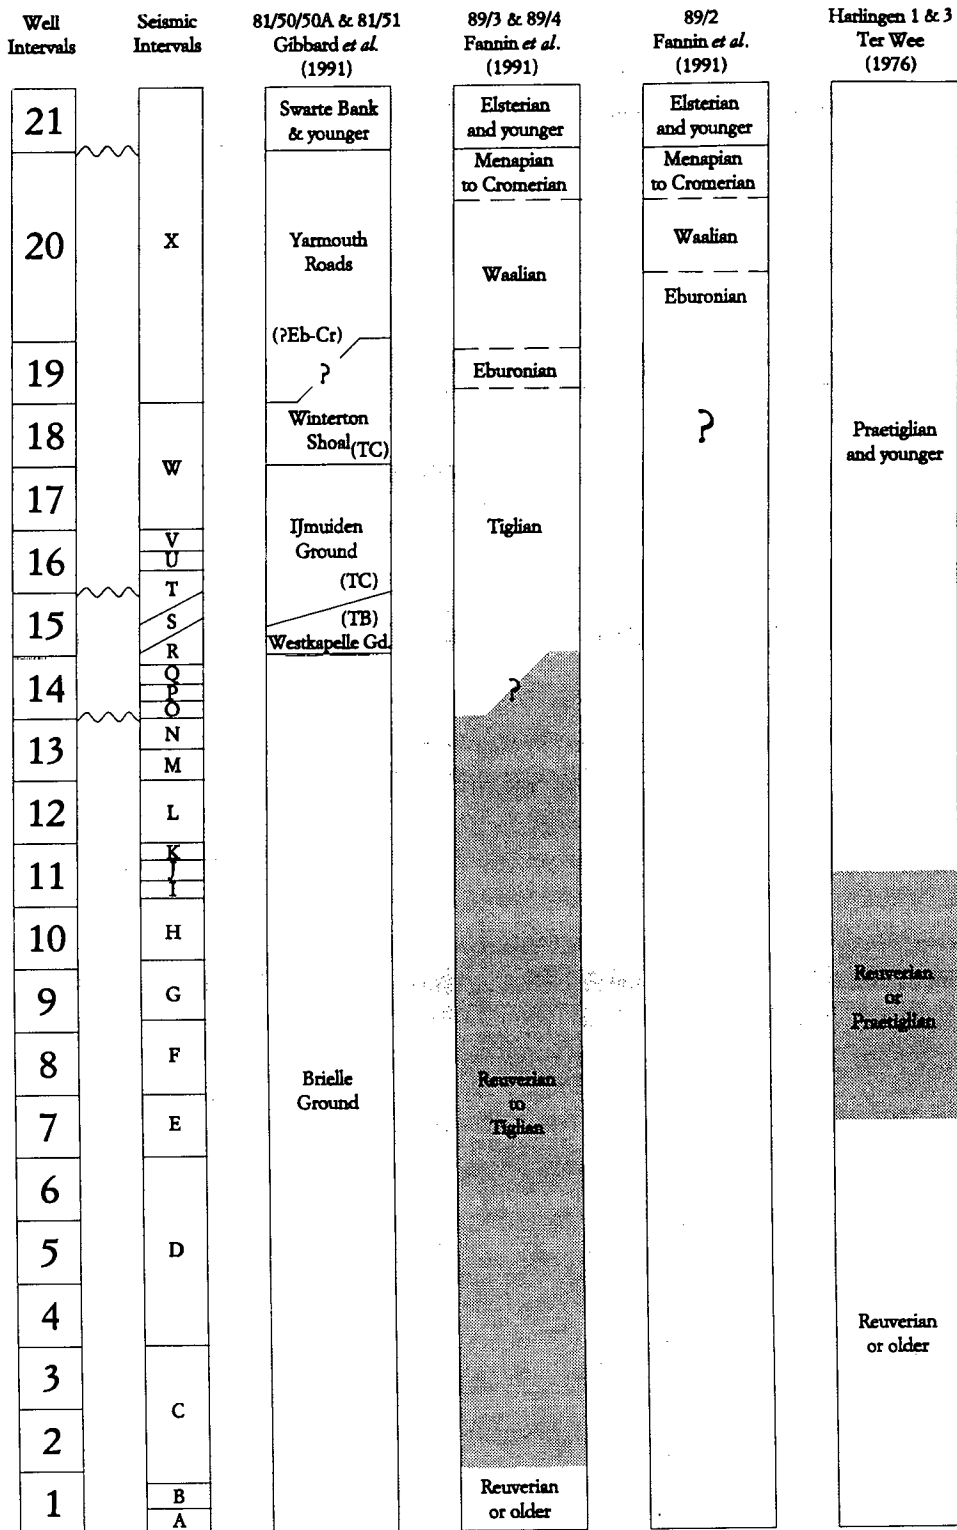 Well
Intervals
Seismic
Intervals
81/50/50A & 81/51
Gibbard et al.
(1991)
89/3 & 89/4
Fannin et al.
(1991)
89/2
Fannin et al.
(1991)
Harlingen 1 & 3
Ter Wee
(1976)
21
20
19
18
17
16
15
14
13
12
11
10
9
8
7
6
5
4
3
2
1
X
W
V
U
T
S
R
Q
P
O
N
M
L
K
J
I
H
G
F
E
D
C
B
A
Swarte Bank
& younger
Yarmouth
Roads
(?Eb-Cr)
?
Winterton
Shoal (TC)
IJmuiden
Ground
(TC)
(TB)
Westkapelle Gd.
Brielle
Ground
Elsterian
and younger
Menapian
to Cromerian
Waalian
Eburonian
Tiglian
?
Reuverian
to
Tiglian
Reuverian
or older
Elsterian
and younger
Menapian
to Cromerian
Waalian
Eburonian
?
Praetiglian
and younger
Reuverian
or
Praetiglian
Reuverian
or older